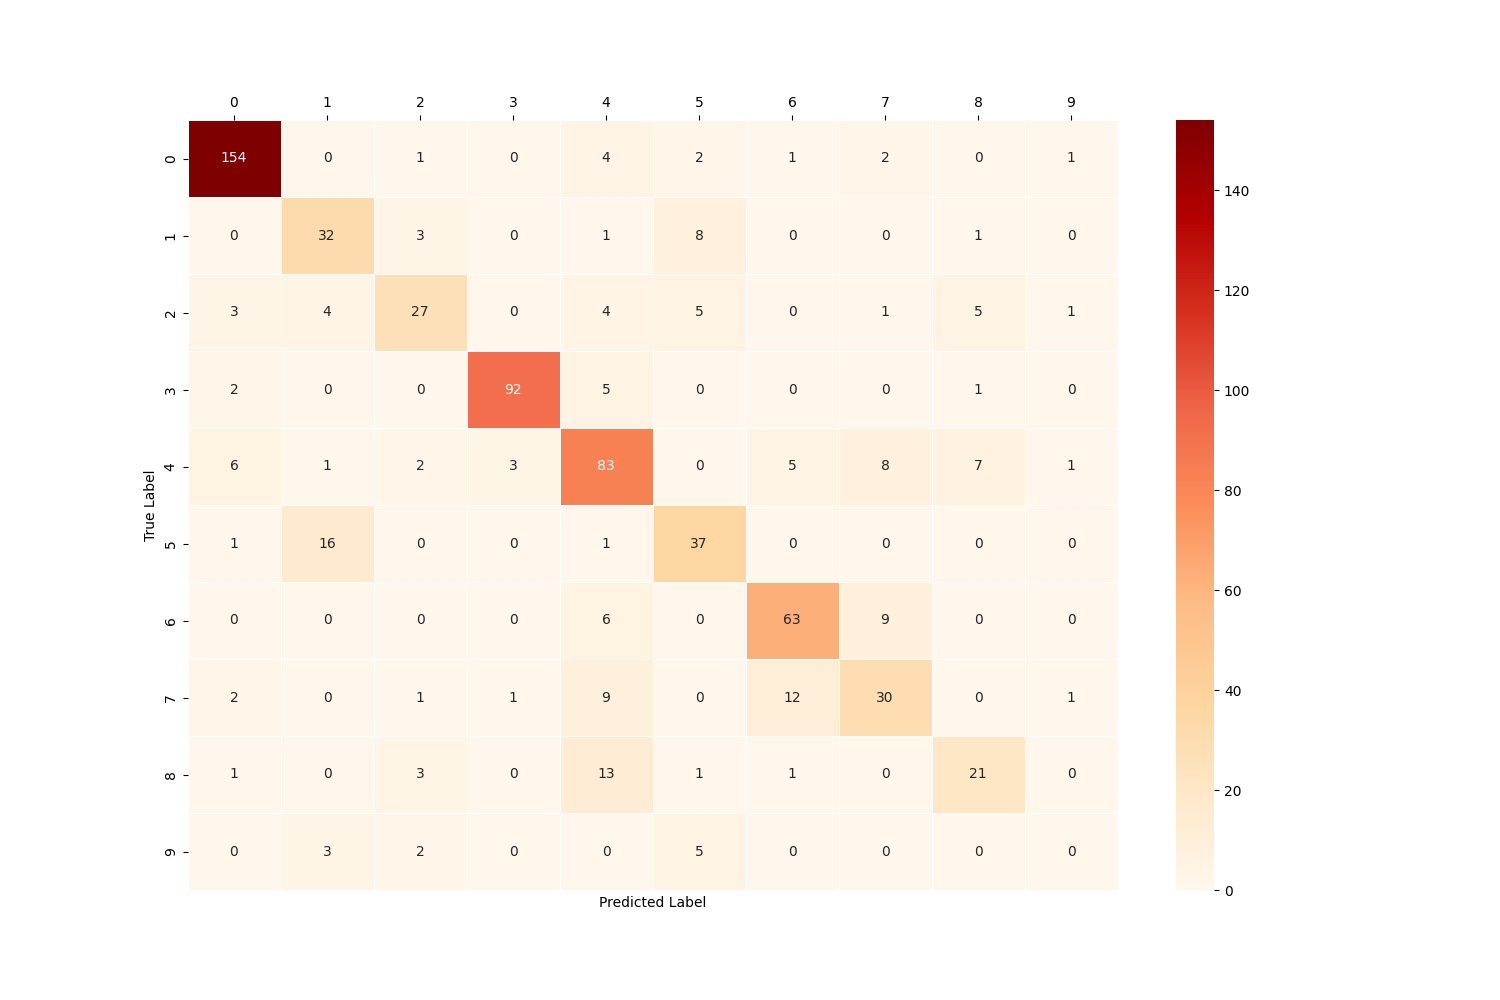 0 1 2 3 4 5 6 7 8 9
0 154 0 1 0 4 2 1 2 0 1
1 0 32 3 0 1 8 0 0 1 0
2 3 4 27 0 4 5 0 1 5 1
3 2 0 0 92 5 0 0 0 1 0
4 6 1 2 3 83 0 5 8 7 1
5 1 16 0 0 1 37 0 0 0 0
6 0 0 0 0 6 0 63 9 0 0
7 2 0 1 1 9 0 12 30 0 1
8 1 0 3 0 13 1 1 0 21 0
9 0 3 2 0 0 5 0 0 0 0
True Label
Predicted Label
140
120
100
80
60
40
20
0